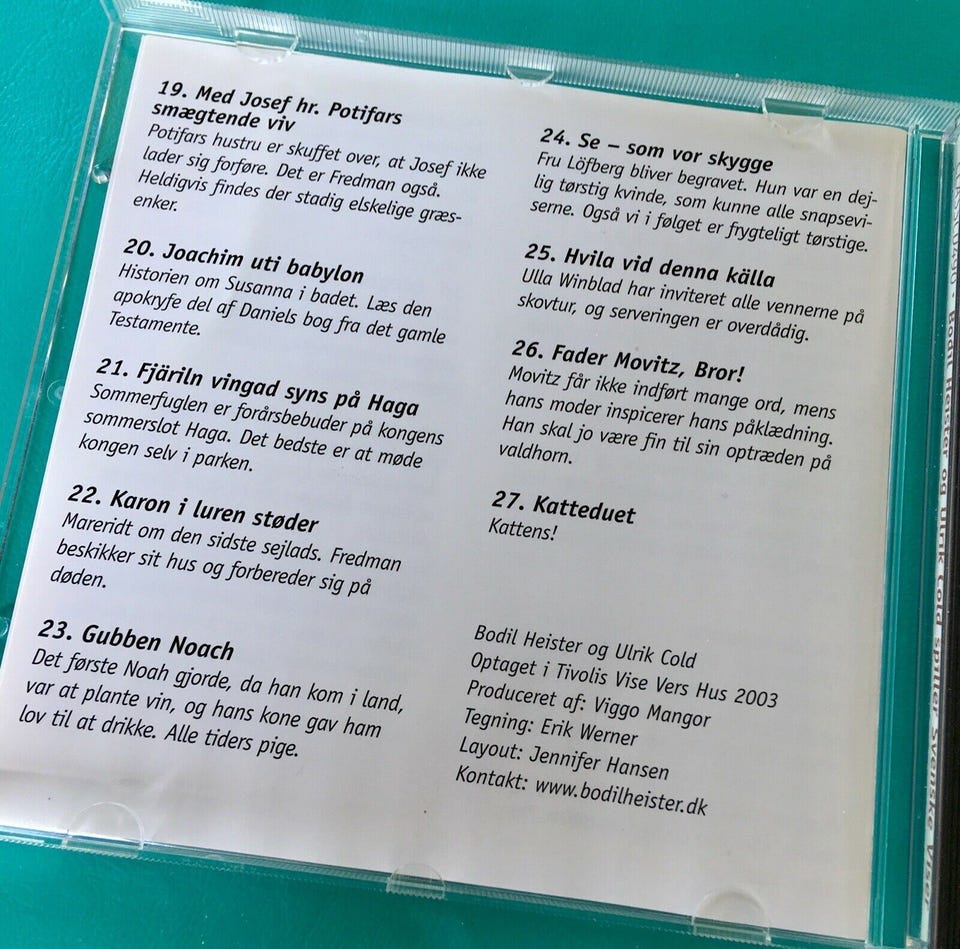 19. Med Josef hr. Potifars
smægtende viv
Potifars hustru er skuffet over, at Josef ikke
lader sig forføre. Det er Fredman også.
Heldigvis findes der stadig elskelige græs-
enker.
20. Joachim uti babylon
Historien om Susanna i badet. Læs den
apokryfe del af Daniels bog fra det gamle
Testamente.
21. Fjäriln vingad syns på Haga
Sommerfuglen er forårsbebuder på kongens
sommerslot Haga. Det bedste er at møde
kongen selv i parken.
22. Karon i luren støder
Mareridt om den sidste sejlads. Fredman
beskikker sit hus og forbereder sig på
døden.
23. Gubben Noach
Det første Noah gjorde, da han kom i land,
var at plante vin, og hans kone gav ham
lov til at drikke. Alle tiders pige.
24. Se – som vor skygge
Fru Löfberg bliver begravet. Hun var en dej-
lig tørstig kvinde, som kunne alle snapsevi-
serne. Også vi i følget er frygteligt tørstige.
25. Hvila vid denna källa
Ulla Winblad har inviteret alle vennerne på
skovtur, og serveringen er overdådig.
26. Fader Movitz, Bror!
Movitz får ikke indført mange ord, mens
hans moder inspicerer hans påklædning.
Han skal jo være fin til sin optræden på
valdhorn.
27. Katteduet
Kattens!
Bodil Heister og Ulrik Cold
Optaget i Tivolis Vise Vers Hus 2003
Produceret af: Viggo Mangor
Tegning: Erik Werner
Layout: Jennifer Hansen
Kontakt: www.bodilheister.dk
Bodil Heister og Ulrik Cold spiller Svenske Viser